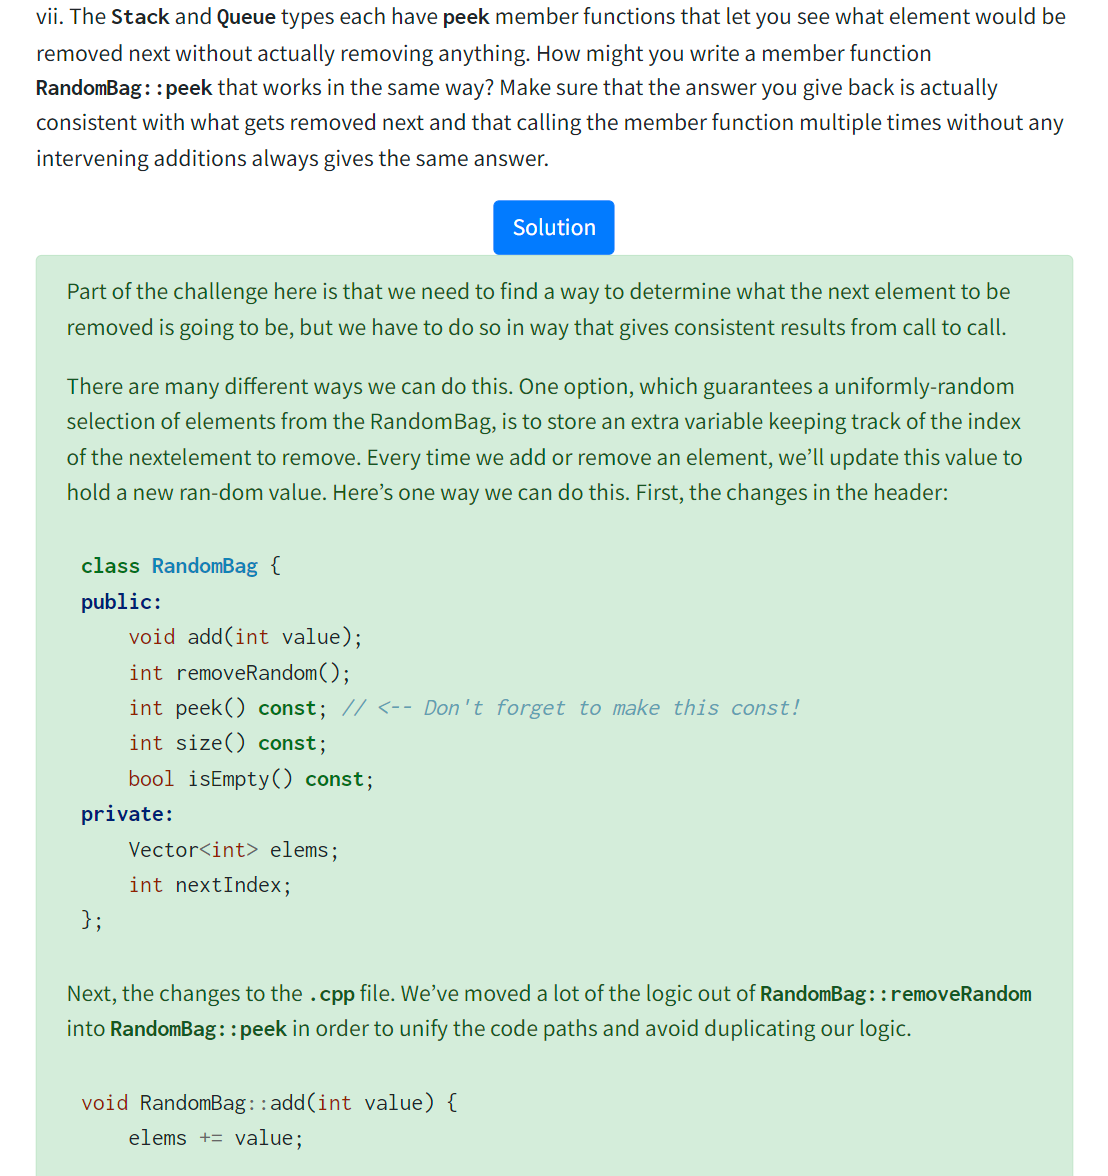 vii. The Stack and Queue types each have peek member functions that let you see what element would be
removed next without actually removing anything. How might you write a member function
RandomBag::peek that works in the same way? Make sure that the answer you give back is actually
consistent with what gets removed next and that calling the member function multiple times without any
intervening additions always gives the same answer.
Solution
Part of the challenge here is that we need to find a way to determine what the next element to be
removed is going to be, but we have to do so in way that gives consistent results from call to call.
There are many different ways we can do this. One option, which guarantees a uniformly-random
selection of elements from the RandomBag, is to store an extra variable keeping track of the index
of the nextelement to remove. Every time we add or remove an element, we’ll update this value to
hold a new ran-dom value. Here’s one way we can do this. First, the changes in the header:
class RandomBag {
public:
    void add(int value);
    int removeRandom();
    int peek() const; // <-- Don't forget to make this const!
    int size() const;
    bool isEmpty() const;
private:
    Vector<int> elems;
    int nextIndex;
};
Next, the changes to the .cpp file. We’ve moved a lot of the logic out of RandomBag::removeRandom
into RandomBag::peek in order to unify the code paths and avoid duplicating our logic.
void RandomBag::add(int value) {
    elems += value;